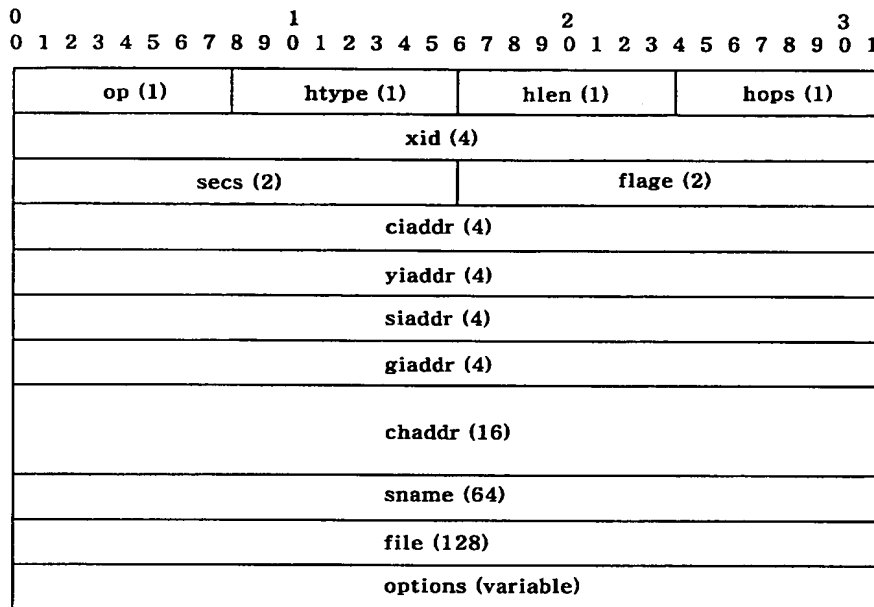 0 1 2 3
0 1 2 3 4 5 6 7 8 9 0 1 2 3 4 5 6 7 8 9 0 1 2 3 4 5 6 7 8 9 0 1
op (1) htype (1) hlen (1) hops (1)
xid (4)
secs (2) flage (2)
ciaddr (4)
yiaddr (4)
siaddr (4)
giaddr (4)
chaddr (16)
sname (64)
file (128)
options (variable)